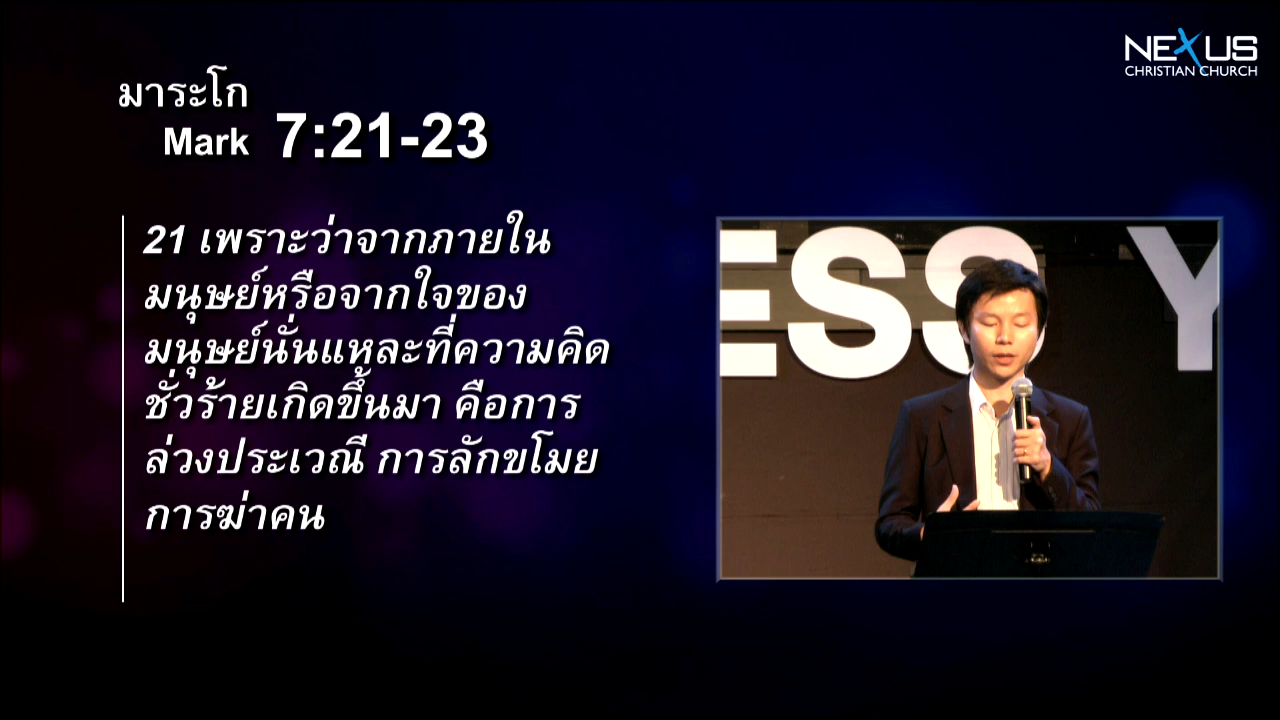 NEXUS
CHRISTIAN CHURCH
มาระโก
Mark 7:21-23
21 เพราะว่าจากภายใน
มนุษย์หรือจากใจของ
มนุษย์นั่นแหละที่ความคิด
ชั่วร้ายเกิดขึ้นมา คือการ
ล่วงประเวณี การลักขโมย
การฆ่าคน
ESS Y